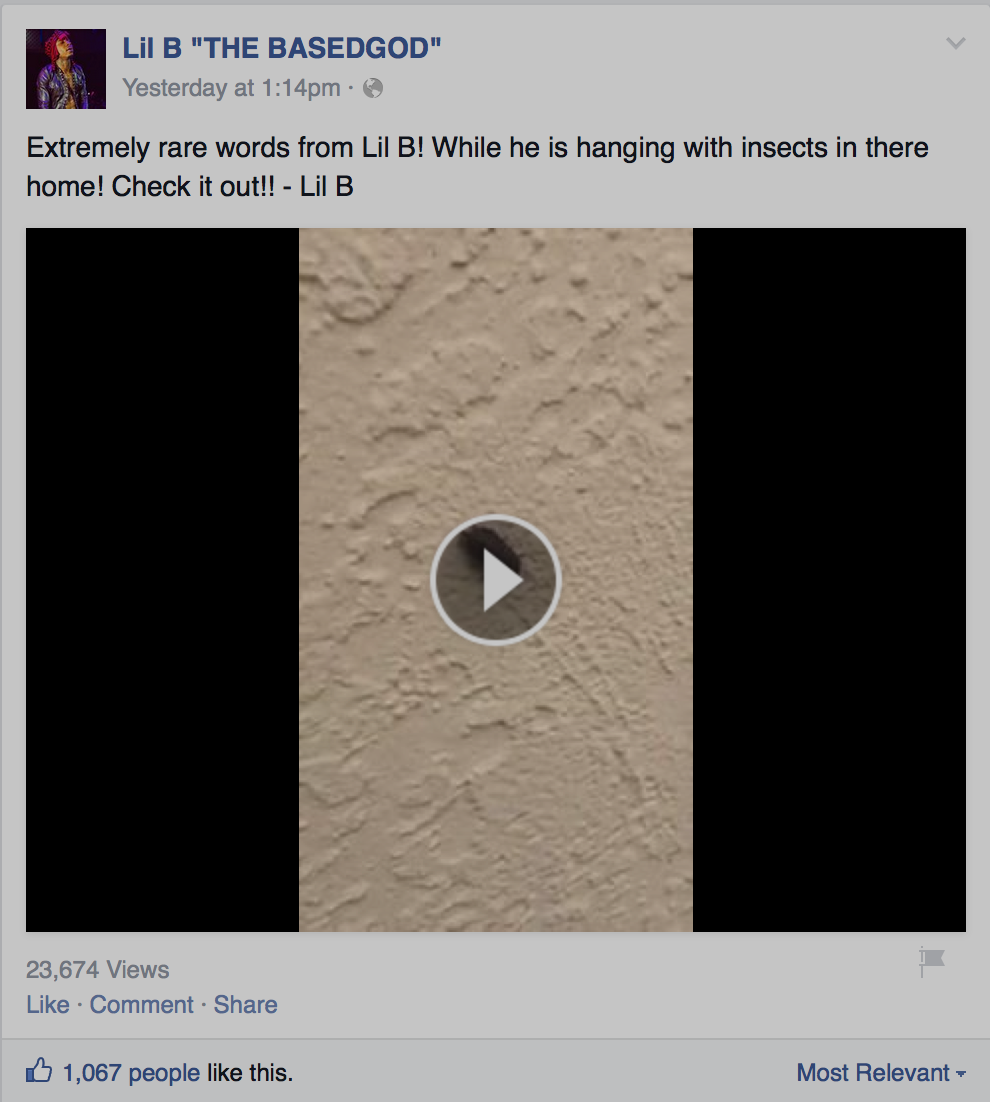 Lil B "THE BASEDGOD"
Yesterday at 1:14pm ·
Extremely rare words from Lil B! While he is hanging with insects in there
home! Check it out!! - Lil B
23,674 Views
Like · Comment · Share
1,067 people like this.
Most Relevant